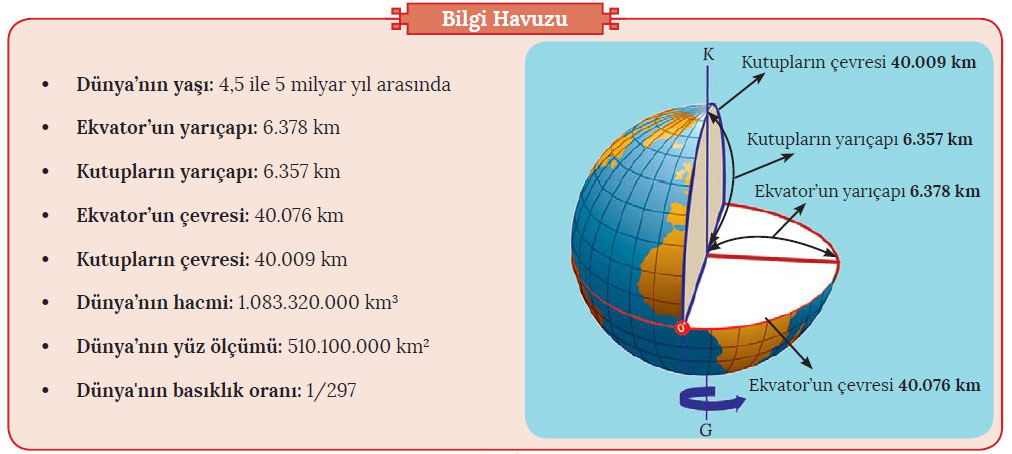 Bilgi Havuzu
• Dünya’nın yaşı: 4,5 ile 5 milyar yıl arasında
• Ekvator’un yarıçapı: 6.378 km
• Kutupların yarıçapı: 6.357 km
• Ekvator’un çevresi: 40.076 km
• Kutupların çevresi: 40.009 km
• Dünya’nın hacmi: 1.083.320.000 km³
• Dünya’nın yüz ölçümü: 510.100.000 km²
• Dünya'nın basıklık oranı: 1/297
K
Kutupların çevresi 40.009 km
Kutupların yarıçapı 6.357 km
Ekvator’un yarıçapı 6.378 km
0°
Ekvator’un çevresi 40.076 km
G